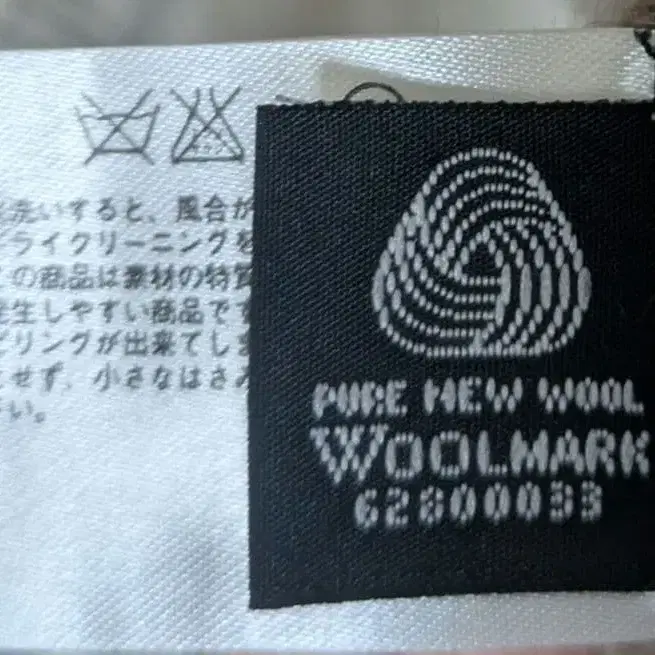 洗いすると、風合が
ライクリーニングを
の商品は素材の特質
生しやすい商品です
リングが出来てしま
せず、小さなはさみ
い。
PURE NEW WOOL
WOOLMARK
62800033